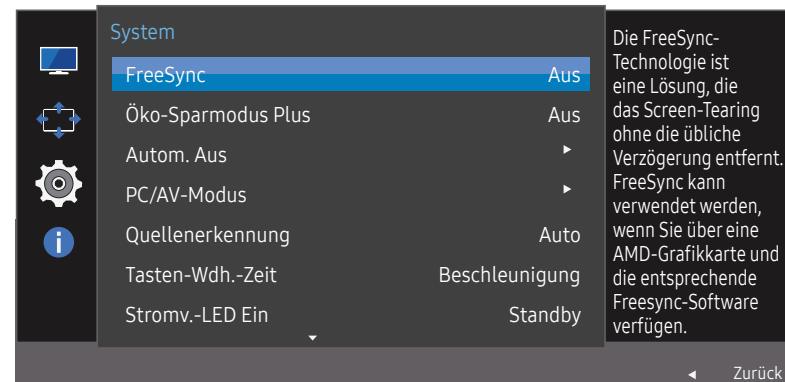 System
FreeSync Aus
Öko-Sparmodus Plus Aus
Autom. Aus
PC/AV-Modus
Quellenerkennung Auto
Tasten-Wdh.-Zeit Beschleunigung
Stromv.-LED Ein Standby
Die FreeSync-
Technologie ist
eine Lösung, die
das Screen-Tearing
ohne die übliche
Verzögerung entfernt.
FreeSync kann
verwendet werden,
wenn Sie über eine
AMD-Grafikkarte und
die entsprechende
Freesync-Software
verfügen.
Zurück